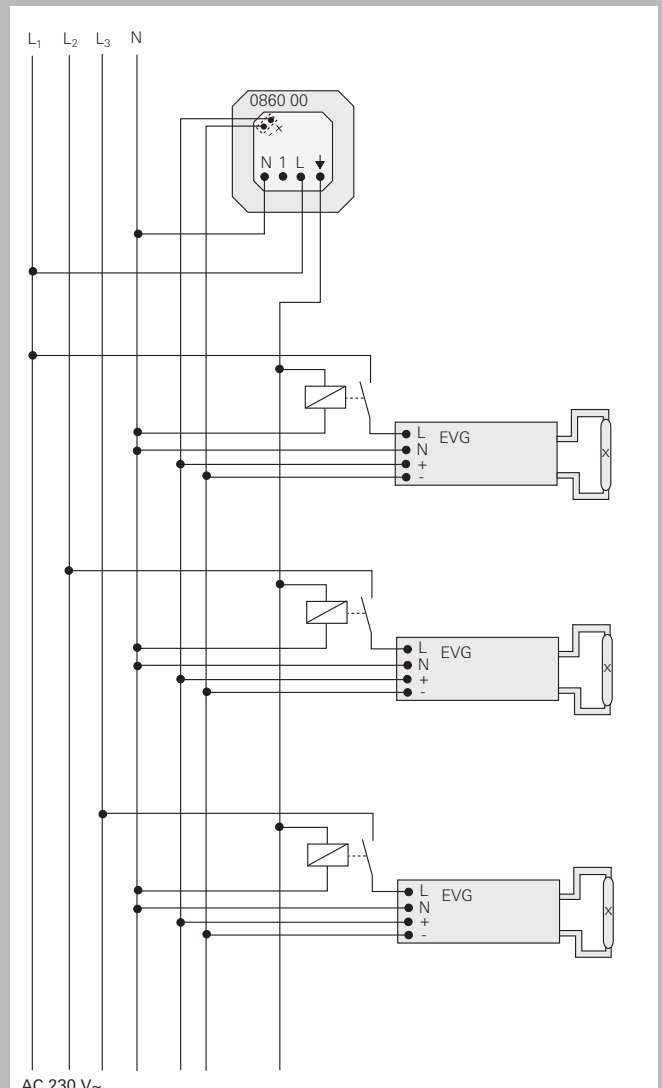 L1 L2 L3 N
0860 00
x
N 1 L
L EVG
N
+
-
x
L EVG
N
+
-
x
L EVG
N
+
-
x
AC 230 V~